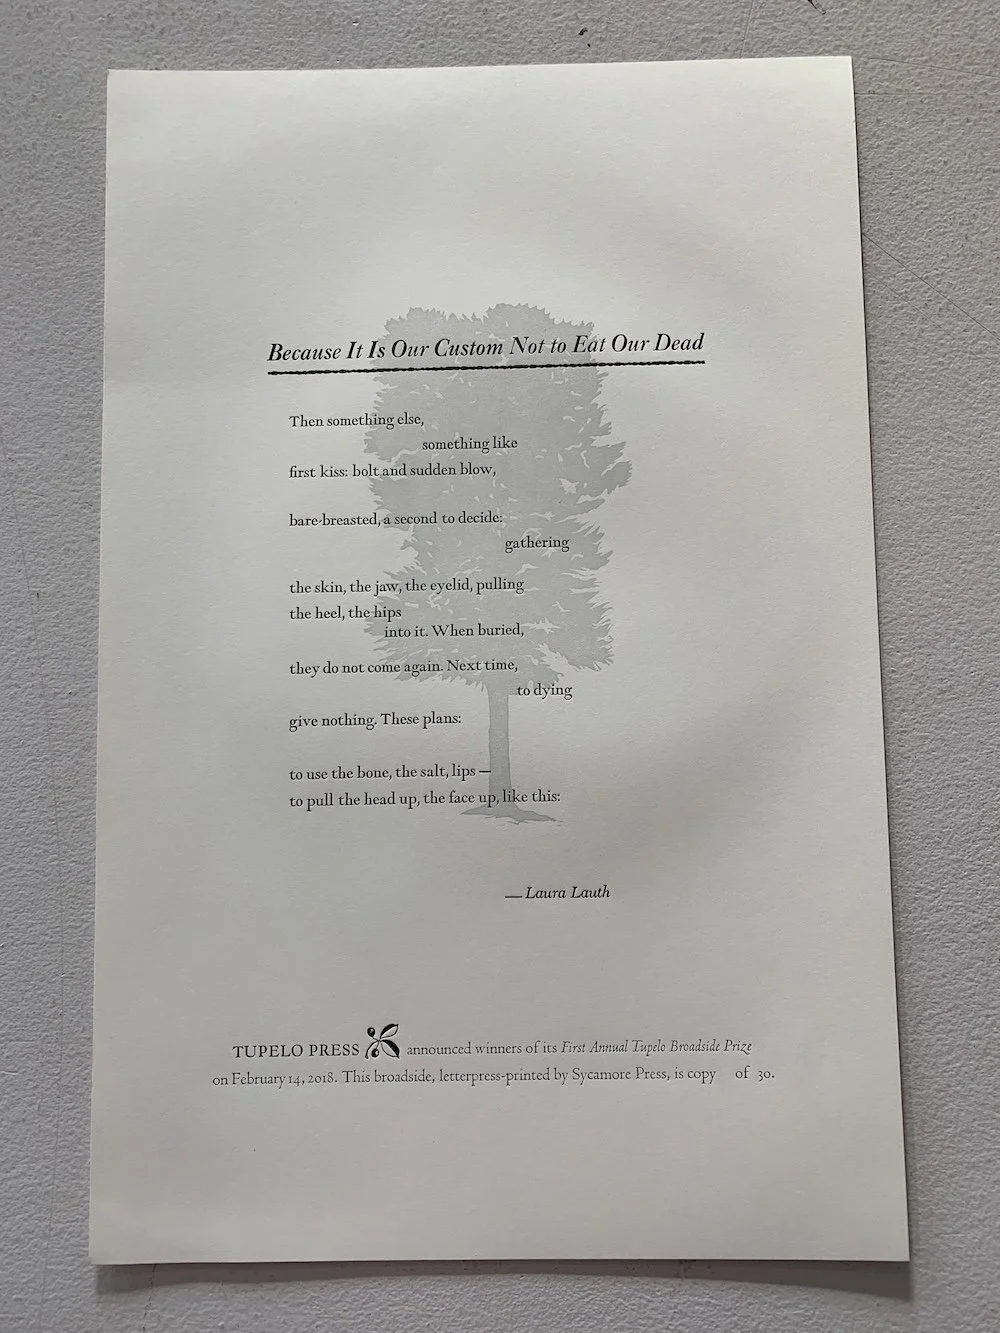 Because It Is Our Custom Not to Eat Our Dead
Then something else,
something like
first kiss: bolt and sudden blow,
bare-breasted, a second to decide:
gathering
the skin, the jaw, the eyelid, pulling
the heel, the hips
into it. When buried,
they do not come again. Next time,
to dying
give nothing. These plans:
to use the bone, the salt, lips —
to pull the head up, the face up, like this:
— Laura Lauth
TUPELO PRESS announced winners of its First Annual Tupelo Broadside Prize
on February 14, 2018. This broadside, letterpress-printed by Sycamore Press, is copy of 30.